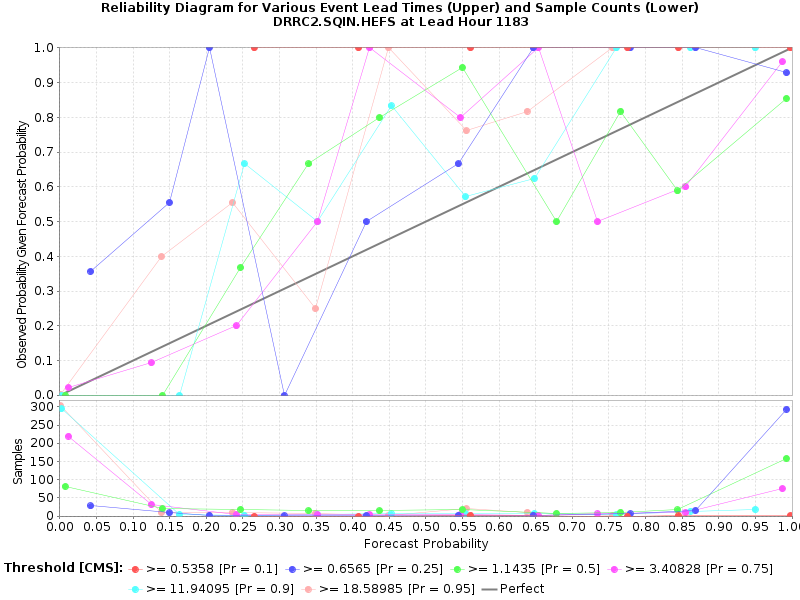 Reliability Diagram for Various Event Lead Times (Upper) and Sample Counts (Lower)
DRRC2.SQIN.HEFS at Lead Hour 1183
Observed Probability Given Forecast Probability
1.0
0.9
0.8
0.7
0.6
0.5
0.4
0.3
0.2
0.1
0.0
Samples
300
250
200
150
100
50
0
0.00 0.05 0.10 0.15 0.20 0.25 0.30 0.35 0.40 0.45 0.50 0.55 0.60 0.65 0.70 0.75 0.80 0.85 0.90 0.95 1.00
Forecast Probability
Threshold [CMS]: >= 0.5358 [Pr = 0.1] >= 0.6565 [Pr = 0.25] >= 1.1435 [Pr = 0.5] >= 3.40828 [Pr = 0.75]
>= 11.94095 [Pr = 0.9] >= 18.58985 [Pr = 0.95] Perfect